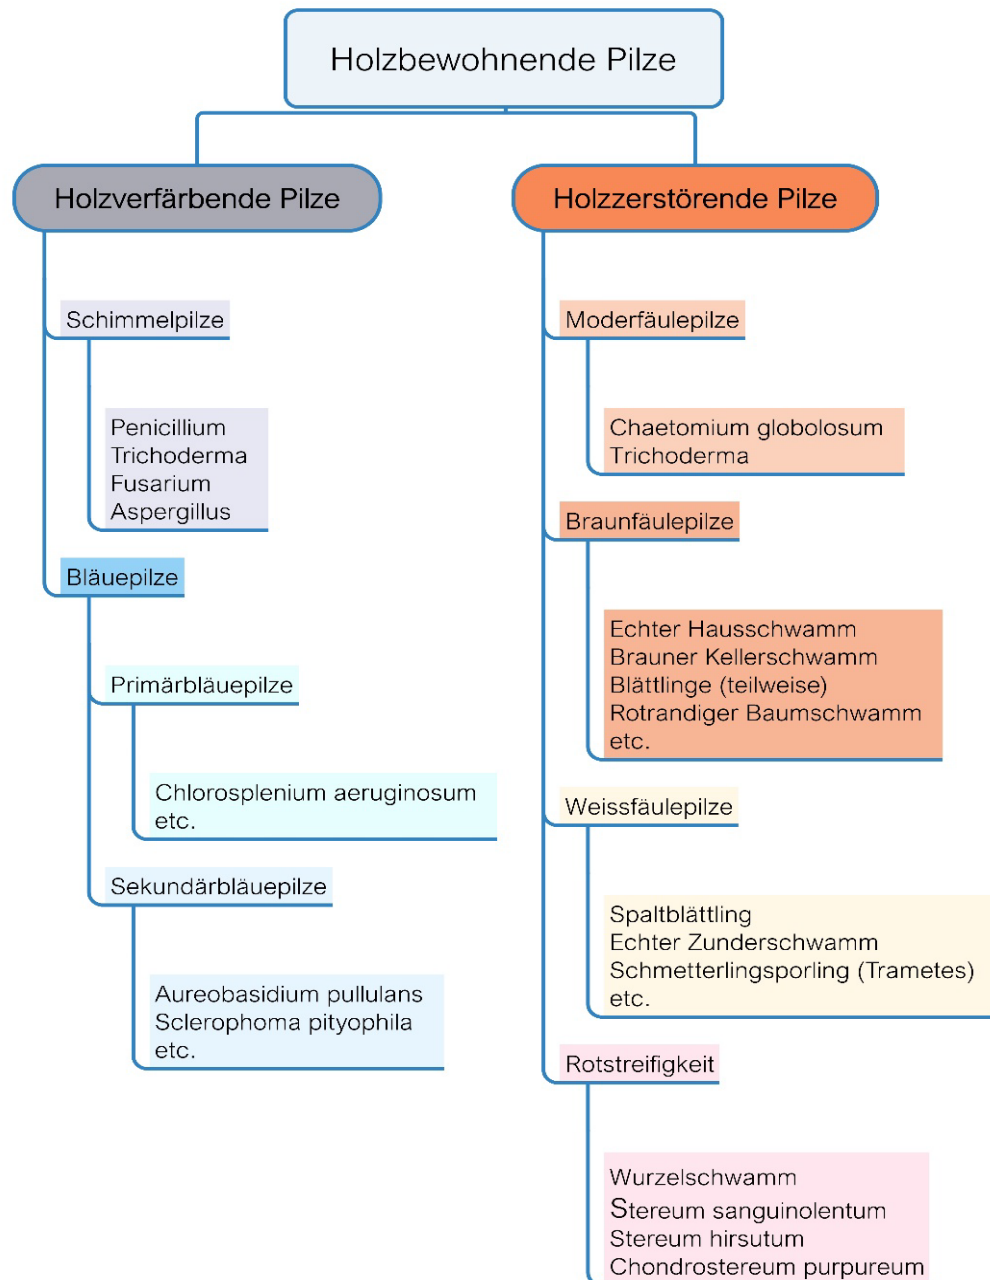 Holzbewohnende Pilze
Holzverfärbende Pilze
Schimmelpilze
Penicillium
Trichoderma
Fusarium
Aspergillus
Bläuepilze
Primärbläuepilze
Chlorosplenium aeruginosum
etc.
Sekundärbläuepilze
Aureobasidium pullulans
Sclerophoma pityophila
etc.
Holzzerstörende Pilze
Moderfäulepilze
Chaetomium globolosum
Trichoderma
Braunfäulepilze
Echter Hausschwamm
Brauner Kellerschwamm
Blättlinge (teilweise)
Rotrandiger Baumschwamm
etc.
Weissfäulepilze
Spaltblättling
Echter Zunderschwamm
Schmetterlingsporling (Trametes)
etc.
Rotstreifigkeit
Wurzelschwamm
Stereum sanguinolentum
Stereum hirsutum
Chondrostereum purpureum